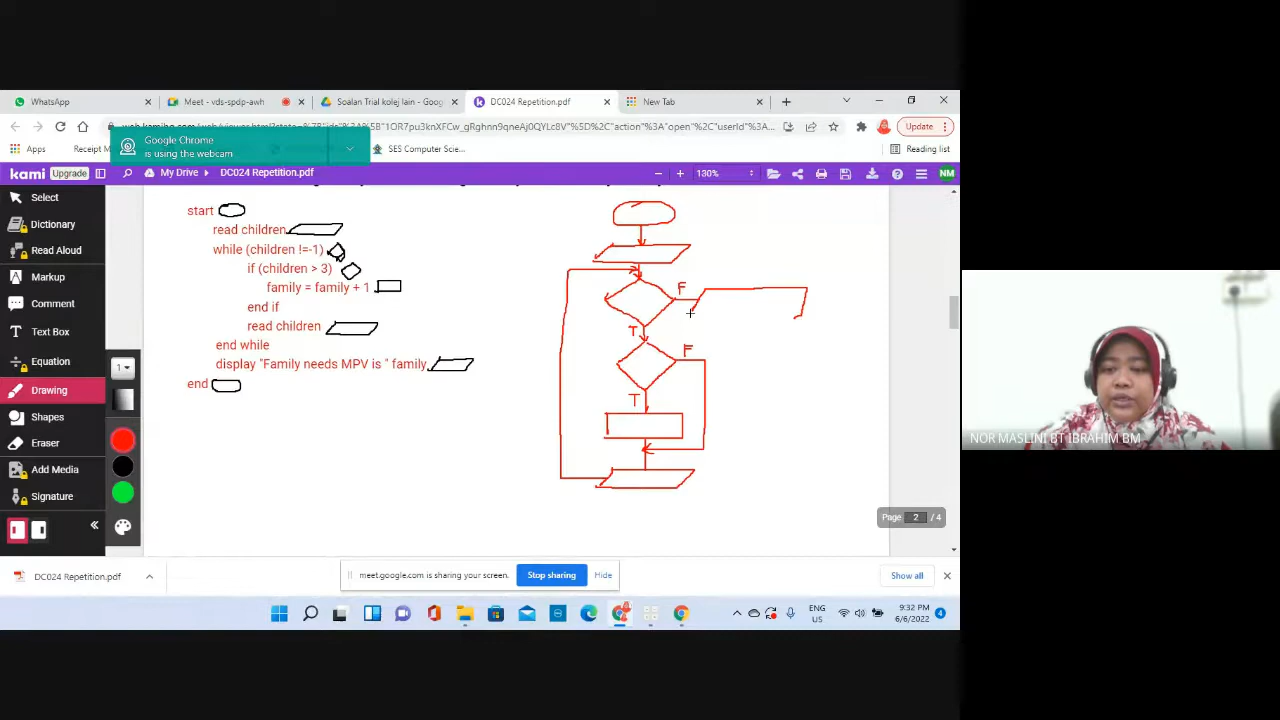 WhatsApp
Meet - vds-spdp-awh
Soalan Trial kolej lain - Goog
DC024 Repetition.pdf
New Tab
Google Chrome
is using the webcam
Update
Apps
Receipt M
SES Computer Scie...
Reading list
kami
Upgrade
My Drive
DC024 Repetition.pdf
130%
NM
Select
Dictionary
Read Aloud
Markup
Comment
Text Box
Equation
Drawing
Shapes
Eraser
Add Media
Signature
1
start
read children
while (children !=-1)
if (children > 3)
family = family + 1
end if
read children
end while
display "Family needs MPV is " family
end
F
T
F
T
Page 2 / 4
NOR MASLINI BT IBRAHIM BM
DC024 Repetition.pdf
meet.google.com is sharing your screen.
Stop sharing
Hide
Show all
ENG
US
9:32 PM
6/6/2022
4